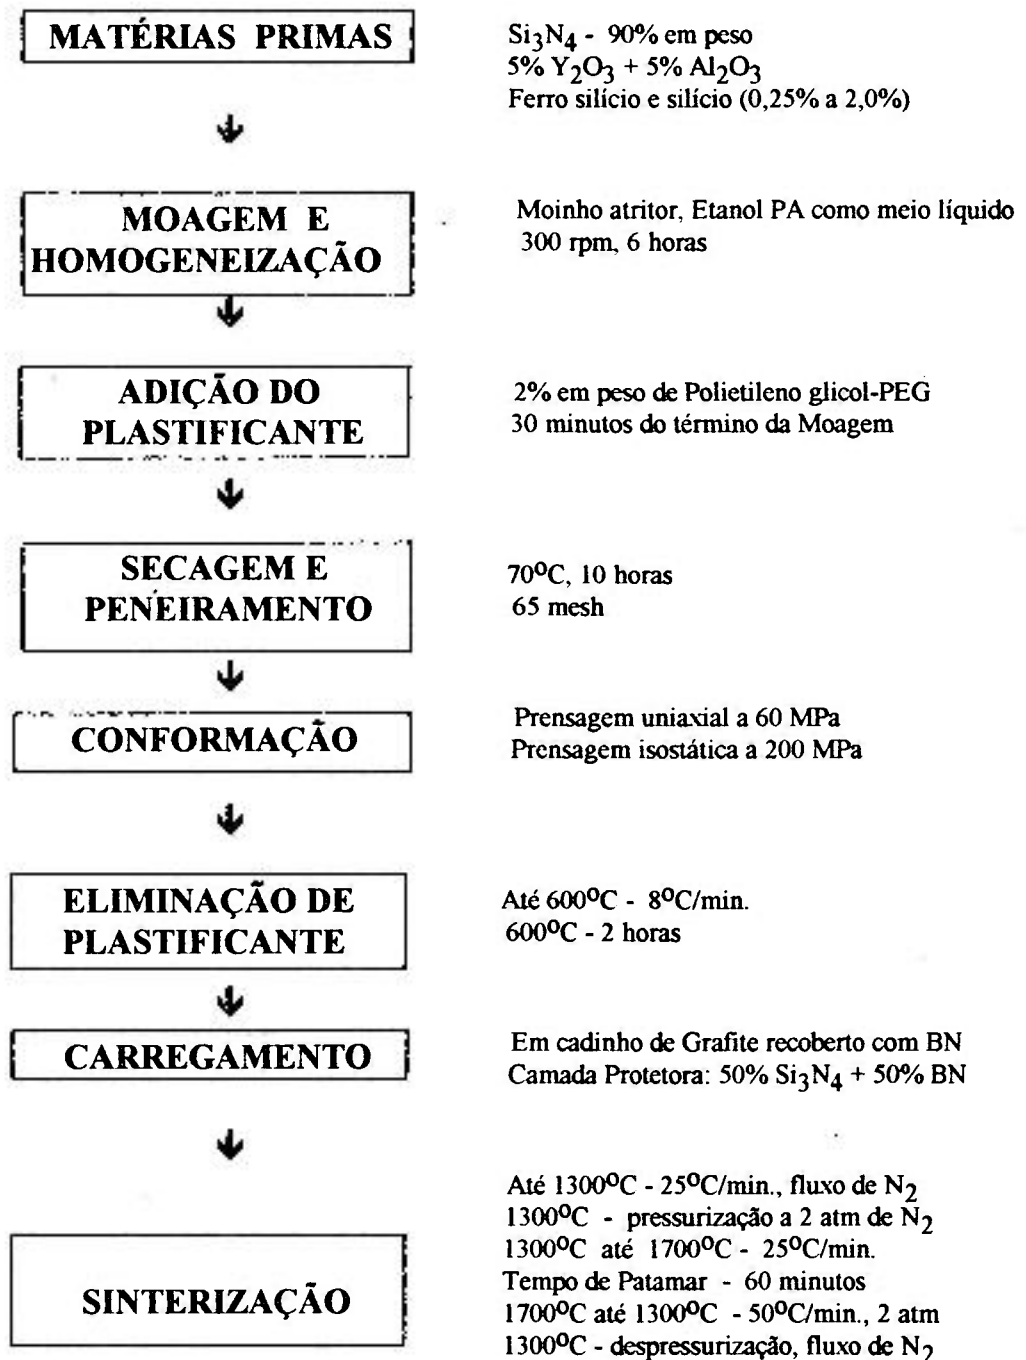 MATÉRIAS PRIMAS
Si₃N₄ - 90% em peso
5% Y₂O₃ + 5% Al₂O₃
Ferro silício e silício (0,25% a 2,0%)
MOAGEM E
HOMOGENEIZAÇÃO
Moinho atritor, Etanol PA como meio líquido
300 rpm, 6 horas
ADIÇÃO DO
PLASTIFICANTE
2% em peso de Polietileno glicol-PEG
30 minutos do término da Moagem
SECAGEM E
PENEIRAMENTO
70ºC, 10 horas
65 mesh
CONFORMAÇÃO
Prensagem uniaxial a 60 MPa
Prensagem isostática a 200 MPa
ELIMINAÇÃO DE
PLASTIFICANTE
Até 600ºC - 8ºC/min.
600ºC - 2 horas
CARREGAMENTO
Em cadinho de Grafite recoberto com BN
Camada Protetora: 50% Si₃N₄ + 50% BN
SINTERIZAÇÃO
Até 1300ºC - 25ºC/min., fluxo de N₂
1300ºC - pressurização a 2 atm de N₂
1300ºC até 1700ºC - 25ºC/min.
Tempo de Patamar - 60 minutos
1700ºC até 1300ºC - 50ºC/min., 2 atm
1300ºC - despressurização, fluxo de N₂